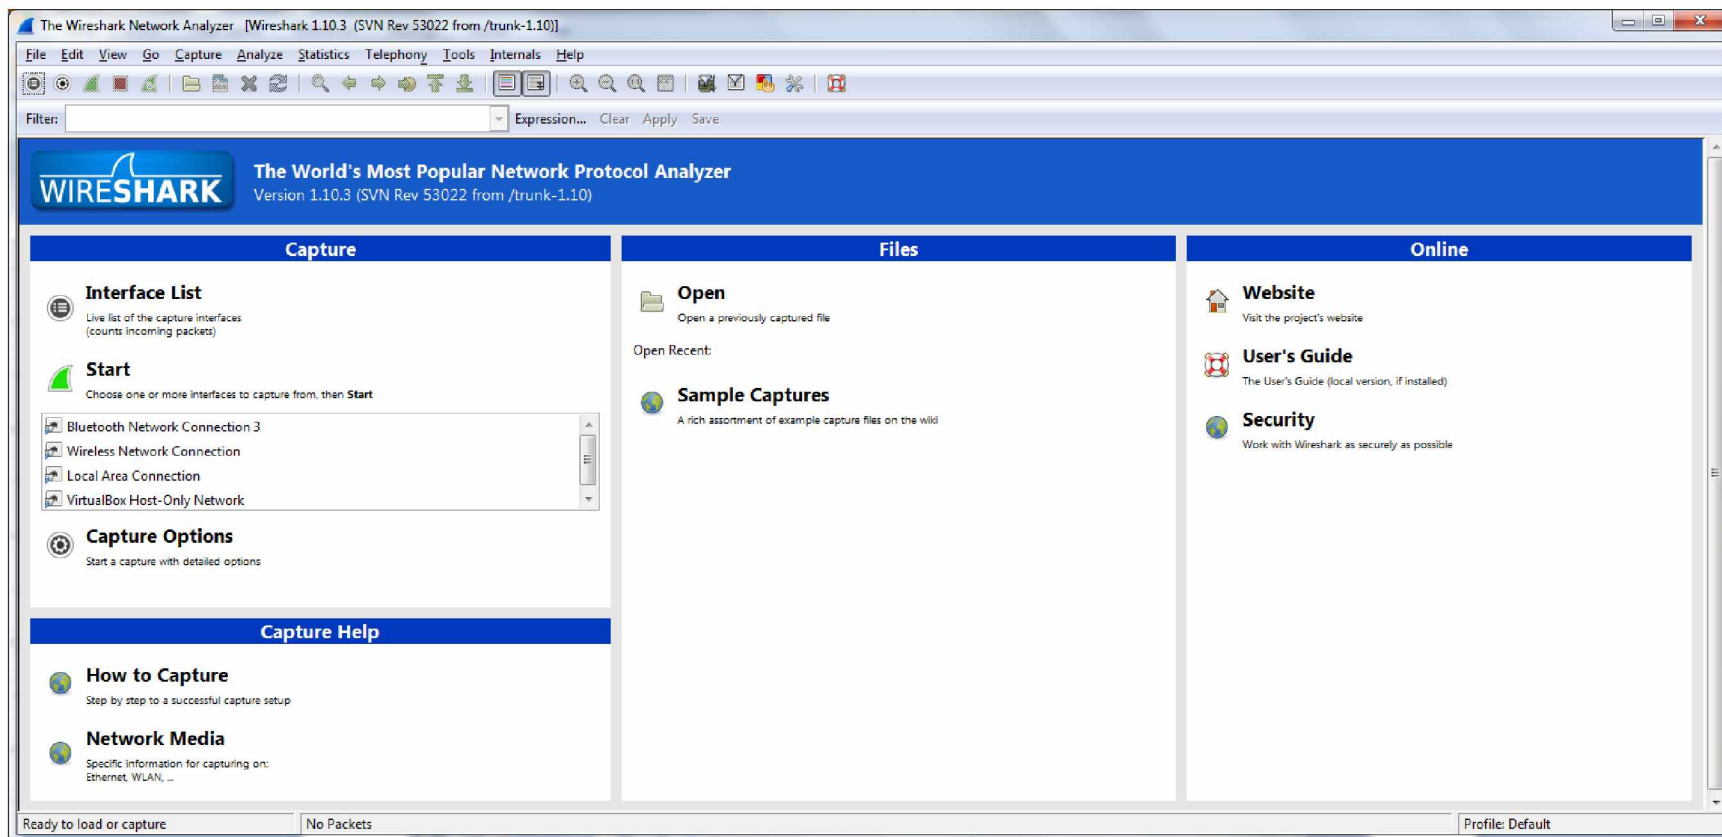 The Wireshark Network Analyzer [Wireshark 1.10.3 (SVN Rev 53022 from /trunk-1.10)]
File Edit View Go Capture Analyze Statistics Telephony Tools Internals Help
Filter: Expression... Clear Apply Save
WIRESHARK
The World's Most Popular Network Protocol Analyzer
Version 1.10.3 (SVN Rev 53022 from /trunk-1.10)
Capture
Interface List
Live list of the capture interfaces
(counts incoming packets)
Start
Choose one or more interfaces to capture from, then Start
Bluetooth Network Connection 3
Wireless Network Connection
Local Area Connection
VirtualBox Host-Only Network
Capture Options
Start a capture with detailed options
Capture Help
How to Capture
Step by step to a successful capture setup
Network Media
Specific information for capturing on:
Ethernet, WLAN, ...
Files
Open
Open a previously captured file
Open Recent:
Sample Captures
A rich assortment of example capture files on the wiki
Online
Website
Visit the project's website
User's Guide
The User's Guide (local version, if installed)
Security
Work with Wireshark as securely as possible
Ready to load or capture
No Packets
Profile: Default